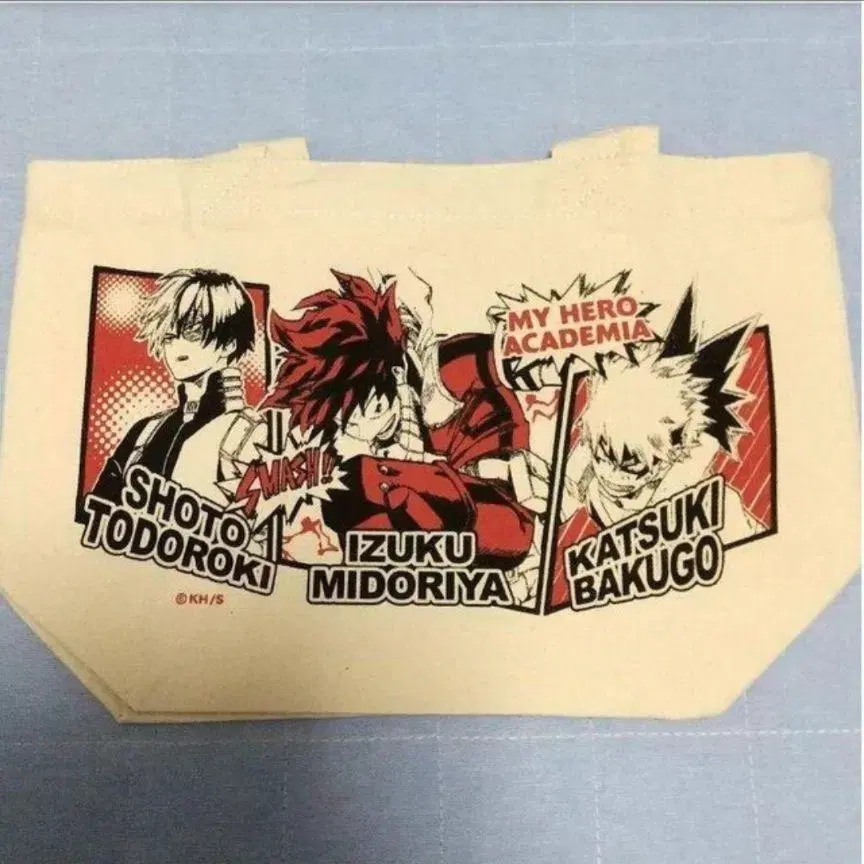 MY HERO
ACADEMIA
SMASH!!
SHOTO
TODOROKI
IZUKU
MIDORIYA
KATSUKI
BAKUGO
©KH/S